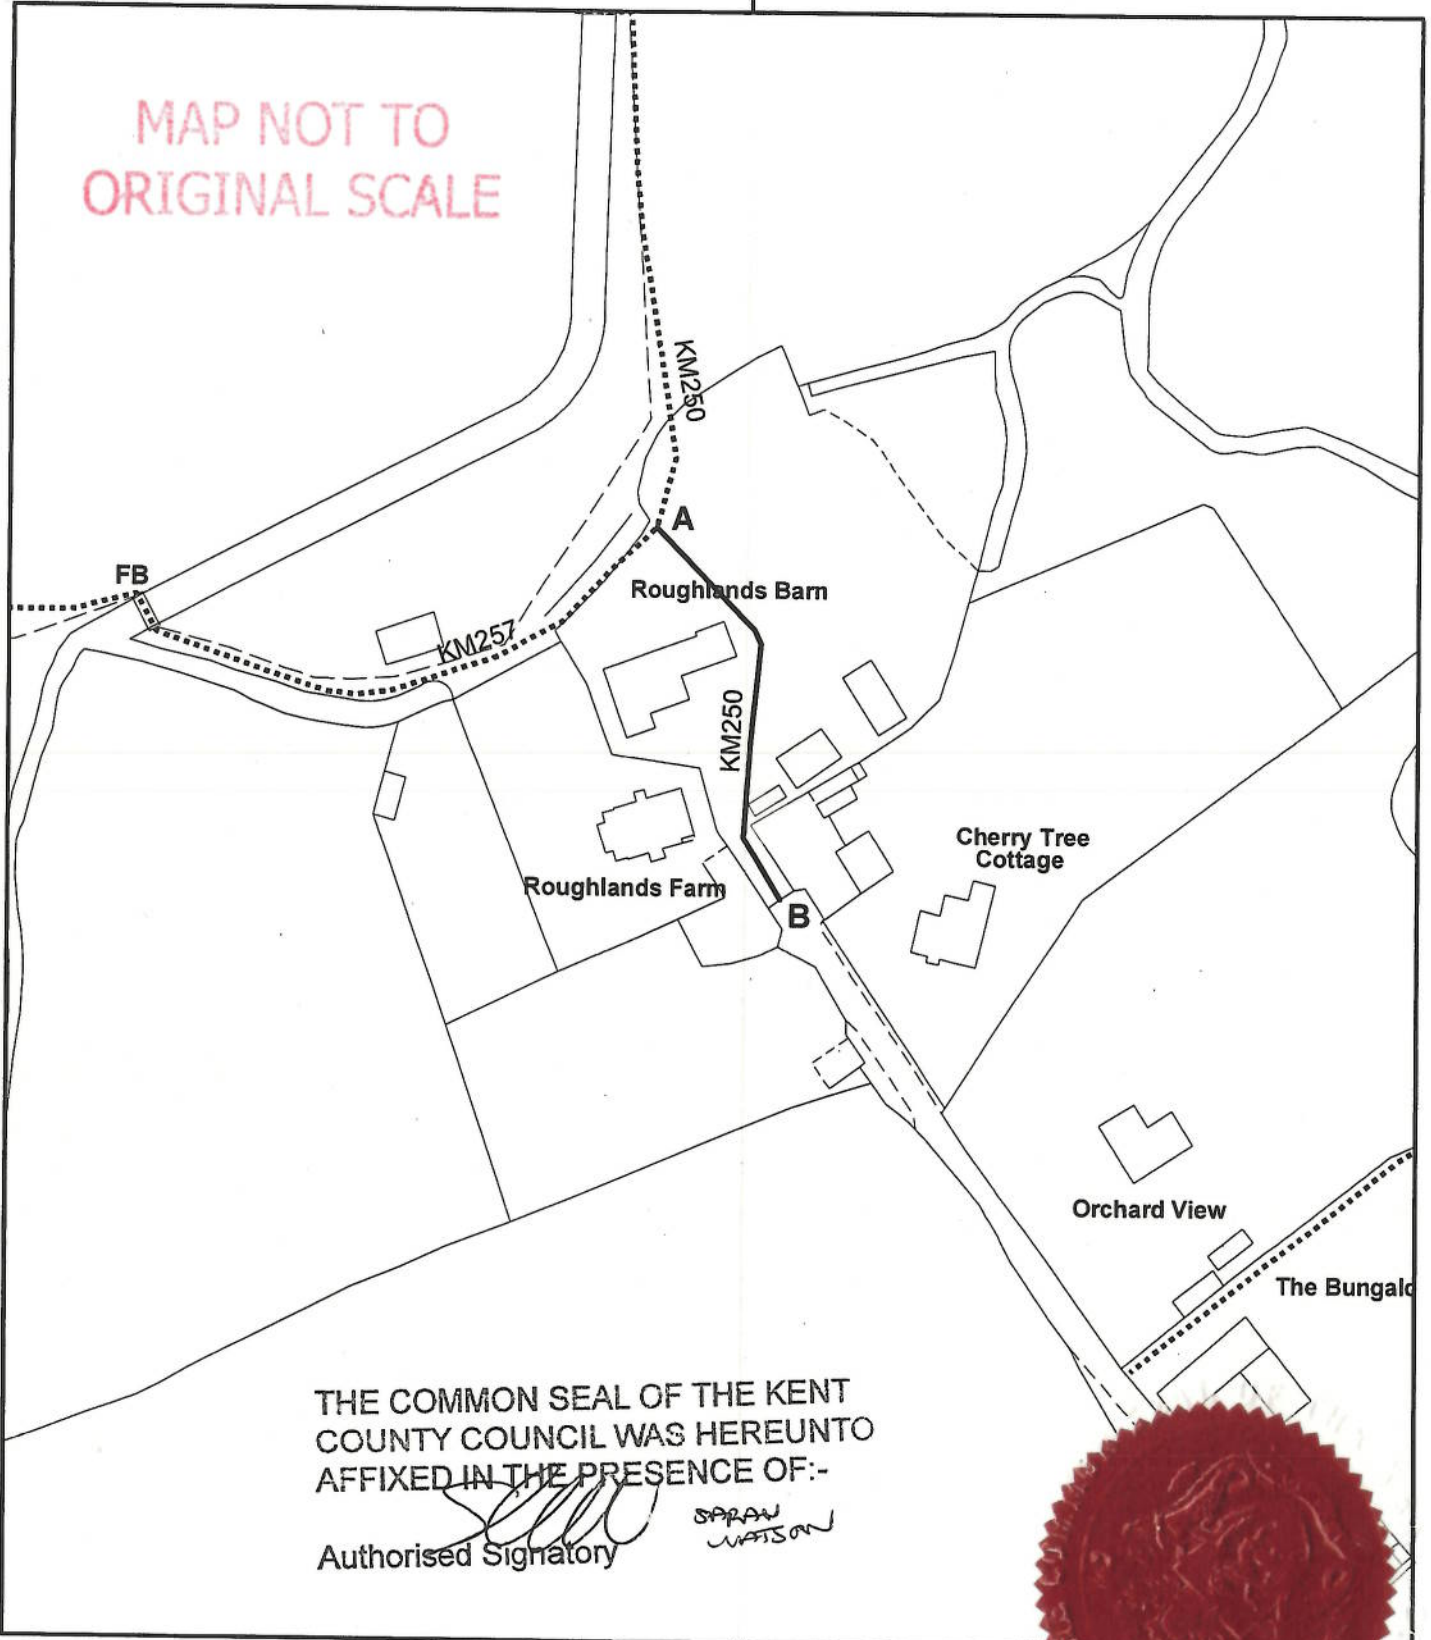 MAP NOT TO
ORIGINAL SCALE
KM250
A
FB
Roughlands Barn
KM257
KM250
Cherry Tree
Cottage
Roughlands Farm
B
Orchard View
The Bungalo
THE COMMON SEAL OF THE KENT
COUNTY COUNCIL WAS HEREUNTO
AFFIXED IN THE PRESENCE OF:-
SARAH
WATSON
Authorised Signatory